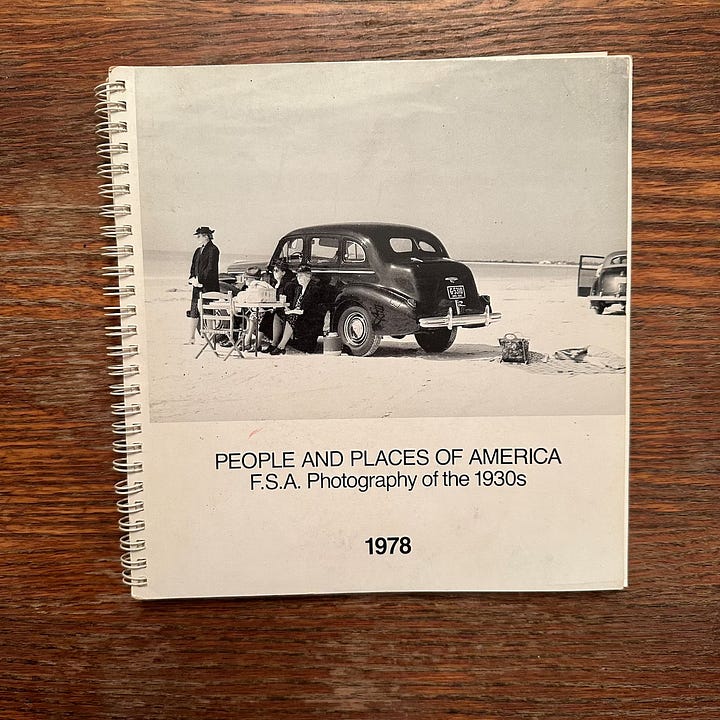 PEOPLE AND PLACES OF AMERICA
F.S.A. Photography of the 1930s
1978